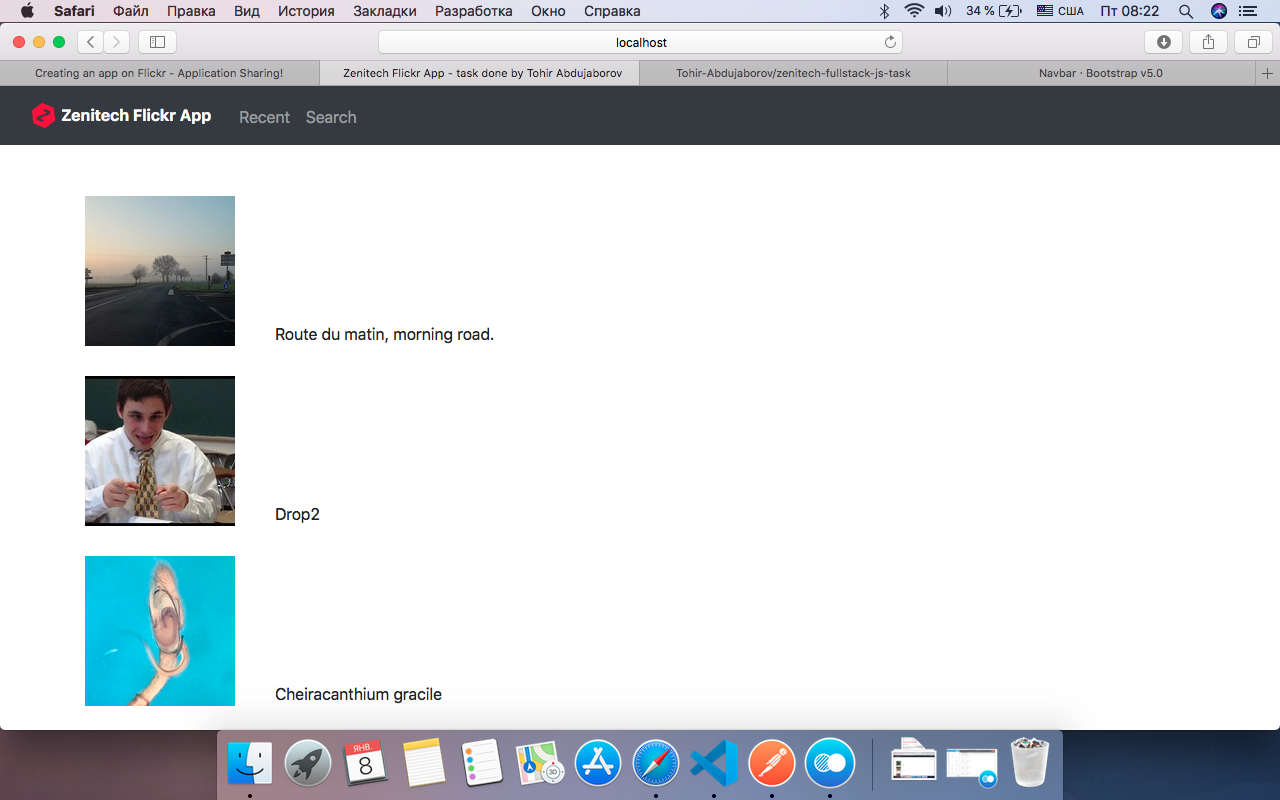 Safari Файл Правка Вид История Закладки Разработка Окно Справка 34 % США Пт 08:22
localhost
Creating an app on Flickr - Application Sharing! Zenitech Flickr App - task done by Tohir Abdujaborov Tohir-Abdujaborov/zenitech-fullstack-js-task Navbar · Bootstrap v5.0
Zenitech Flickr App Recent Search
Route du matin, morning road.
Drop2
Cheiracanthium gracile
ЯНВ.
8
3D